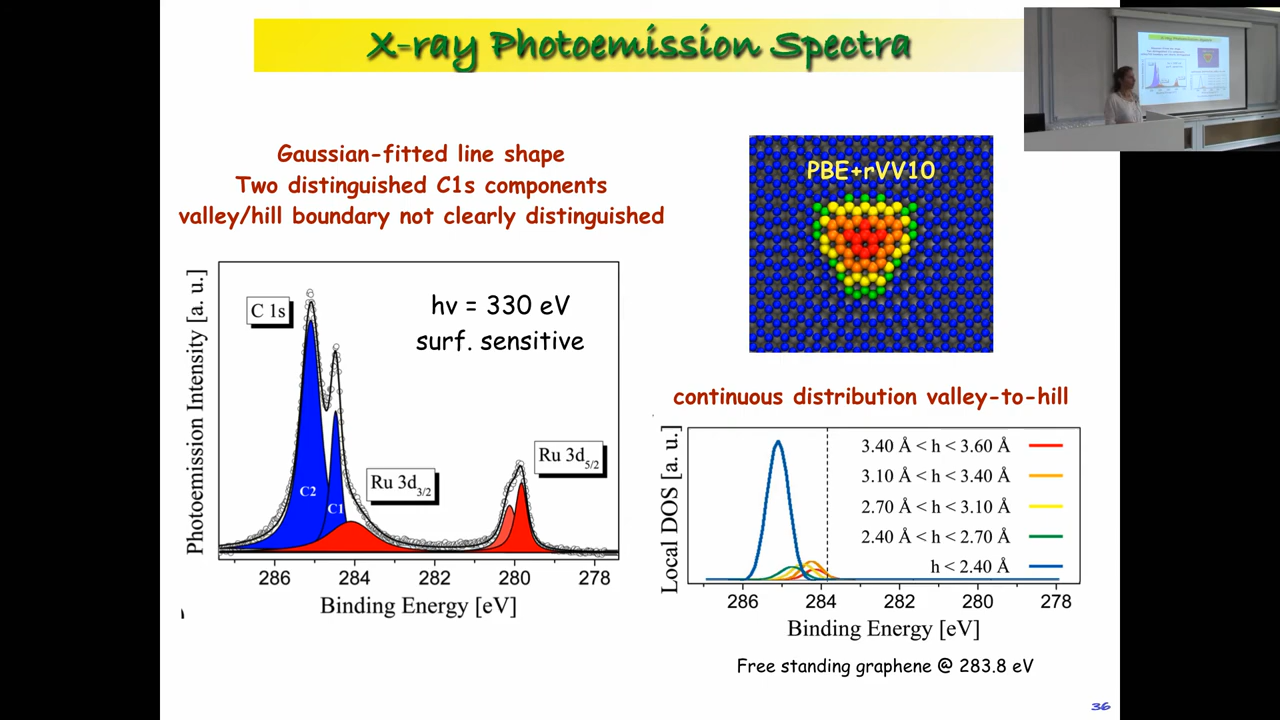 X-ray Photoemission Spectra
Gaussian-fitted line shape
Two distinguished C1s components
valley/hill boundary not clearly distinguished
Photoemission Intensity [a. u.]
C 1s
hν = 330 eV
surf. sensitive
C2
C1
Ru 3d3/2
Ru 3d5/2
286 284 282 280 278
Binding Energy [eV]
PBE+rVV10
continuous distribution valley-to-hill
Local DOS [a. u.]
3.40 Å < h < 3.60 Å
3.10 Å < h < 3.40 Å
2.70 Å < h < 3.10 Å
2.40 Å < h < 2.70 Å
h < 2.40 Å
286 284 282 280 278
Binding Energy [eV]
Free standing graphene @ 283.8 eV
36
X-ray Photoemission Spectra